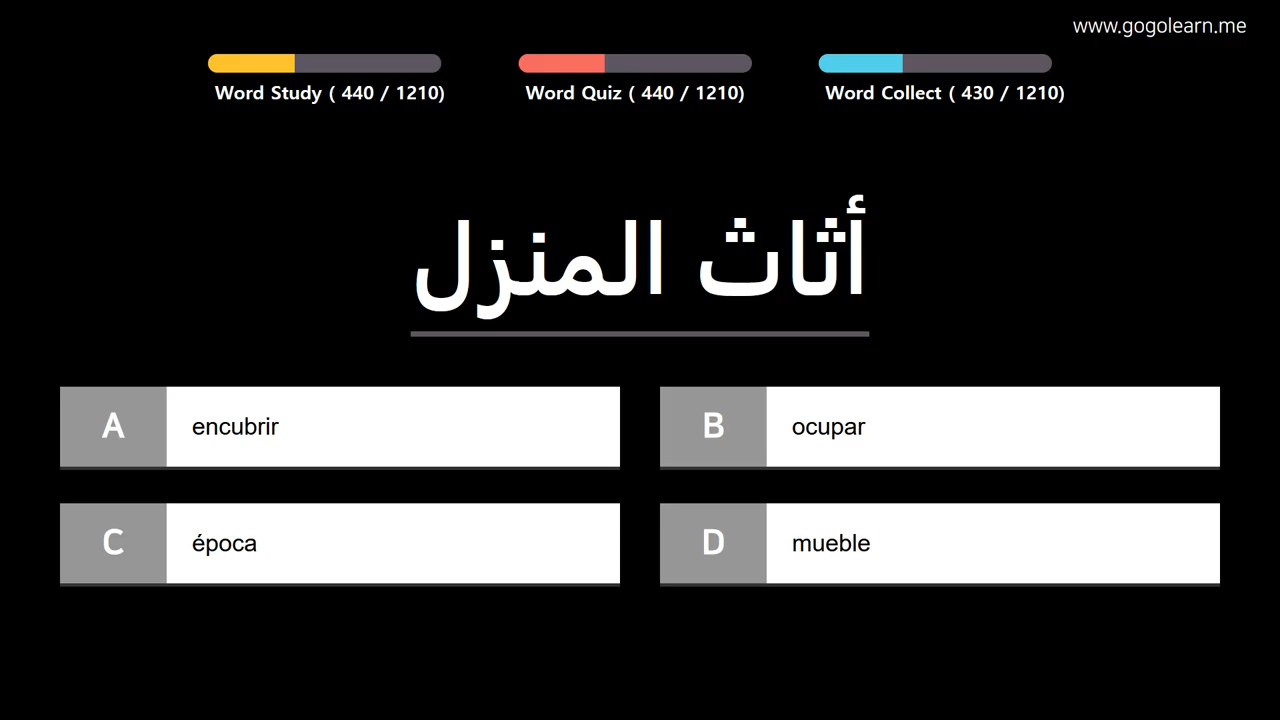 www.gogolearn.me
Word Study ( 440 / 1210)
Word Quiz ( 440 / 1210)
Word Collect ( 430 / 1210)
أثاث المنزل
A encubrir
B ocupar
C época
D mueble